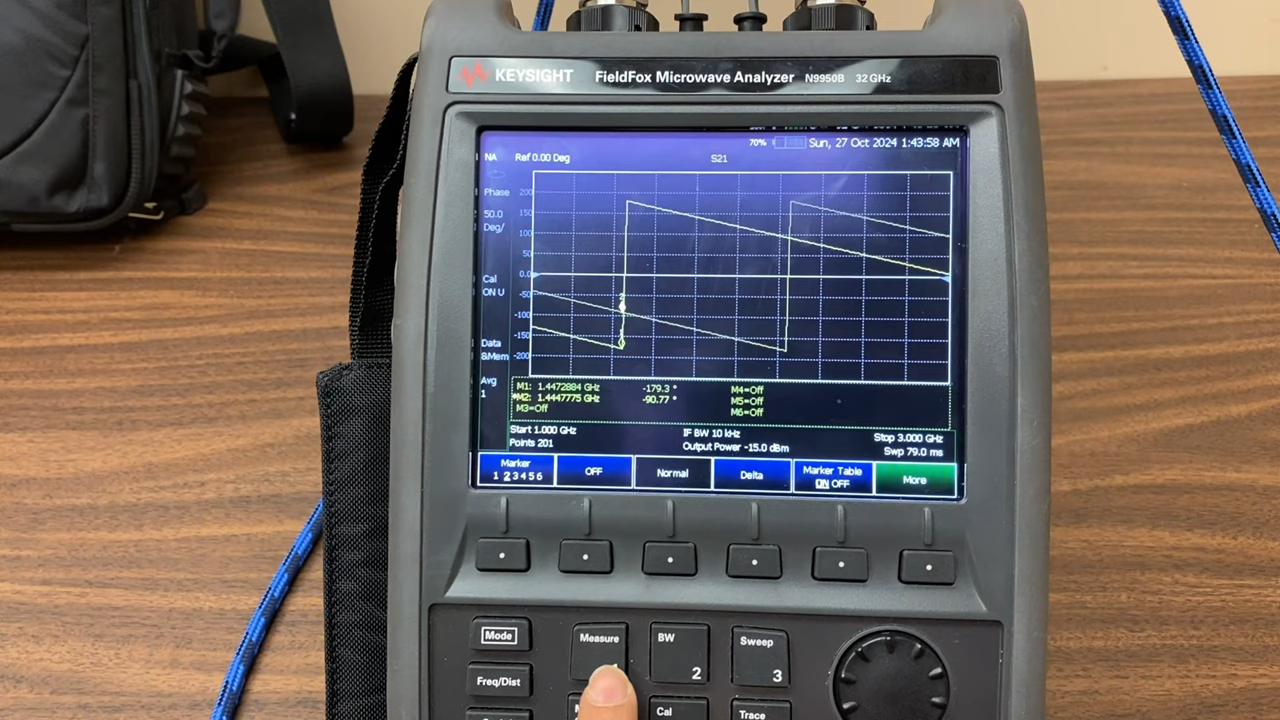 KEYSIGHT FieldFox Microwave Analyzer N9950B 32 GHz
70% Sun, 27 Oct 2024 1:43:58 AM
NA Ref 0.00 Deg S21
Phase
50.0
Deg/
Cal
ON U
Data
&Mem
Avg
1
200
150
100
50
0.0
-50
-100
-150
-200
M1: 1.4472884 GHz -179.3 ° M4=Off
*M2: 1.4447775 GHz -90.77 ° M5=Off
M3=Off M6=Off
Start 1.000 GHz IF BW 10 kHz Stop 3.000 GHz
Points 201 Output Power -15.0 dBm Swp 79.0 ms
Marker
1 2 3 4 5 6
OFF
Normal
Delta
Marker Table
ON OFF
More
Mode
Measure
BW
2
Sweep
3
Freq/Dist
Cal
Trace